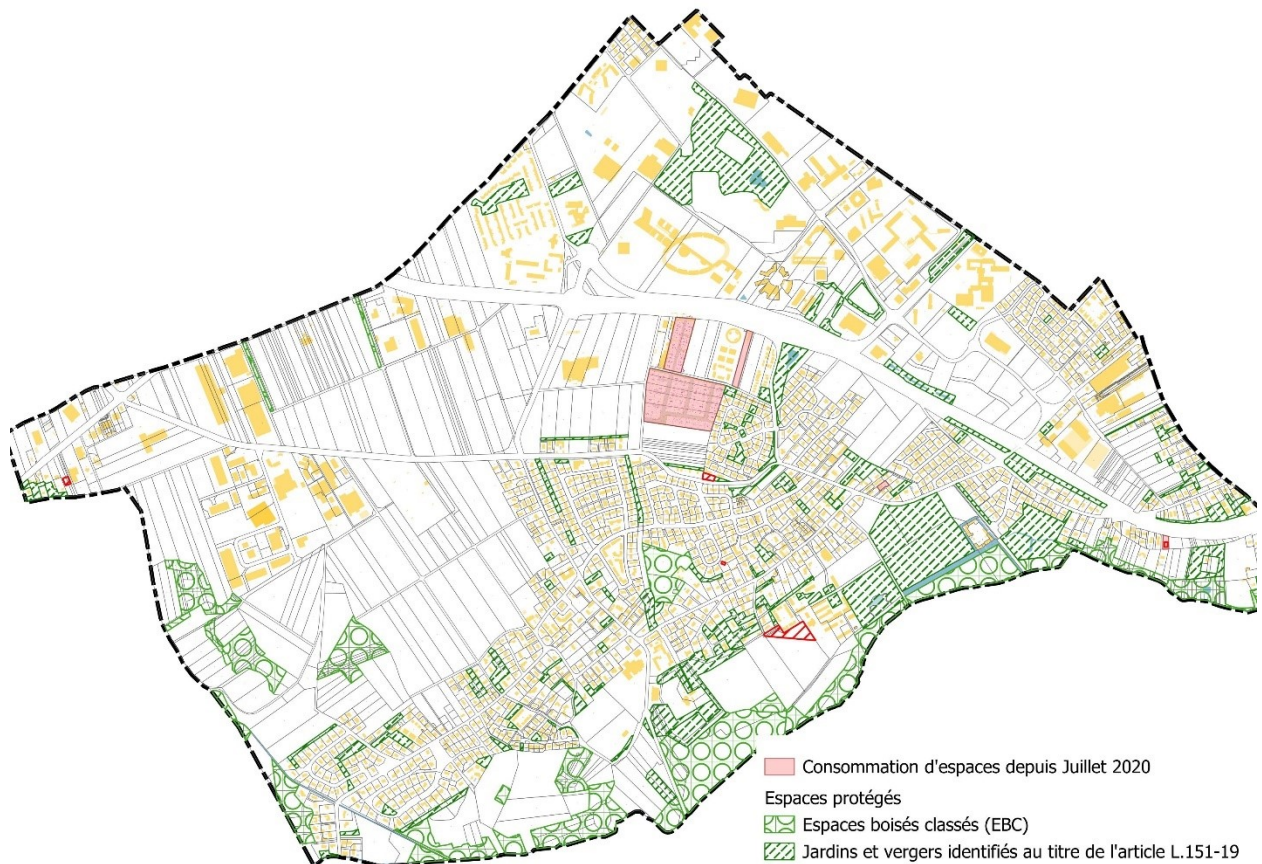 Consommation d'espaces depuis Juillet 2020
Espaces protégés
Espaces boisés classés (EBC)
Jardins et vergers identifiés au titre de l'article L.151-19